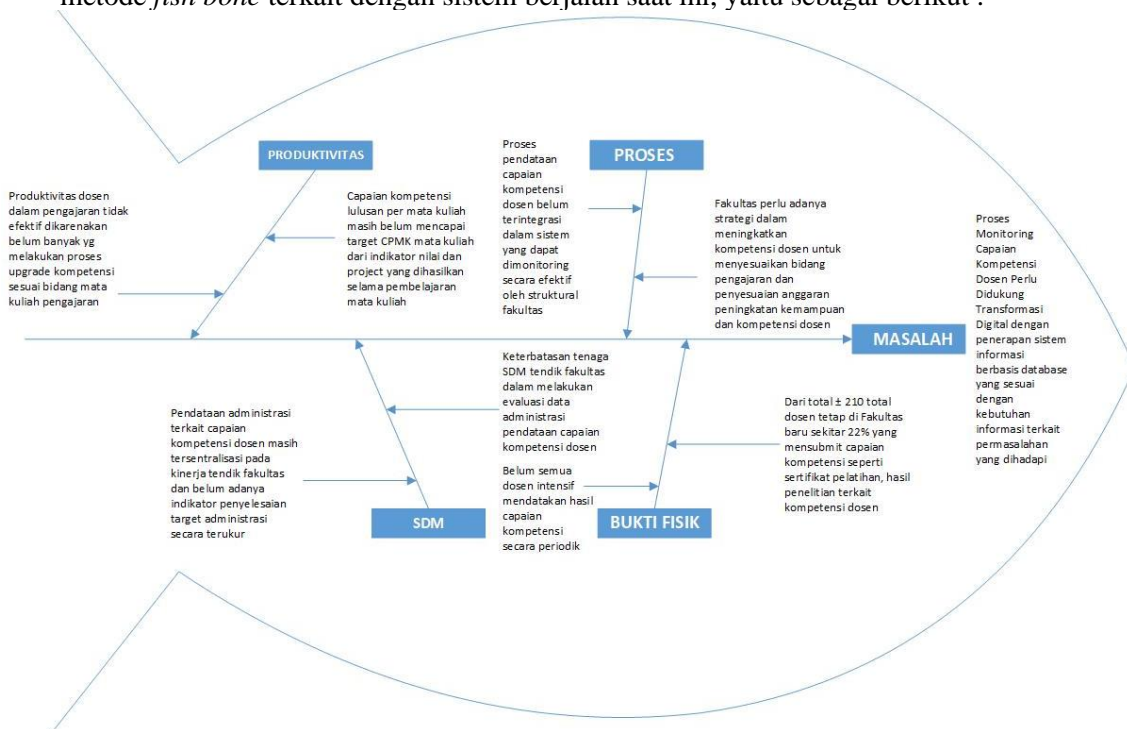 metode fish bone terkait dengan sistem berjalan saat ini, yaitu sebagai berikut :
PRODUKTIVITAS
Produktivitas dosen
dalam pengajaran tidak
efektif dikarenakan
belum banyak yg
melakukan proses
upgrade kompetensi
sesuai bidang mata
kuliah pengajaran
Capaian kompetensi
lulusan per mata kuliah
masih belum mencapai
target CPMK mata kuliah
dari indikator nilai dan
project yang dihasilkan
selama pembelajaran
mata kuliah
PROSES
Proses
pendataan
capaian
kompetensi
dosen belum
terintegrasi
dalam sistem
yang dapat
dimonitoring
secara efektif
oleh struktural
fakultas
Fakultas perlu adanya
strategi dalam
meningkatkan
kompetensi dosen untuk
menyesuaikan bidang
pengajaran dan
penyesuaian anggaran
peningkatan kemampuan
dan kompetensi dosen
MASALAH
Proses
Monitoring
Capaian
Kompetensi
Dosen Perlu
Didukung
Transformasi
Digital dengan
penerapan sistem
informasi
berbasis database
yang sesuai
dengan
kebutuhan
informasi terkait
permasalahan
yang dihadapi
Pendataan administrasi
terkait capaian
kompetensi dosen masih
tersentralisasi pada
kinerja tendik fakultas
dan belum adanya
indikator penyelesaian
target administrasi
secara terukur
Keterbatasan tenaga
SDM tendik fakultas
dalam melakukan
evaluasi data
administrasi
pendataan capaian
kompetensi dosen
SDM
Belum semua
dosen intensif
mendatakan hasil
capaian
kompetensi
secara periodik
Dari total ± 210 total
dosen tetap di Fakultas
baru sekitar 22% yang
mensubmit capaian
kompetensi seperti
sertifikat pelatihan, hasil
penelitian terkait
kompetensi dosen
BUKTI FISIK